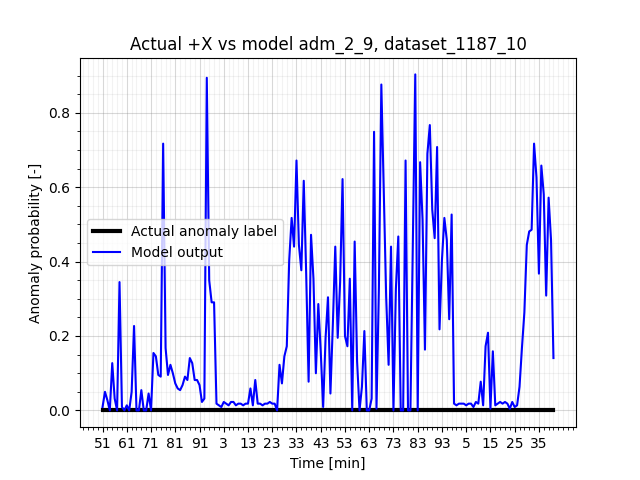 Actual +X vs model adm_2_9, dataset_1187_10
Anomaly probability [-]
0.8
0.6
0.4
0.2
0.0
Actual anomaly label
Model output
51 61 71 81 91 3 13 23 33 43 53 63 73 83 93 5 15 25 35
Time [min]